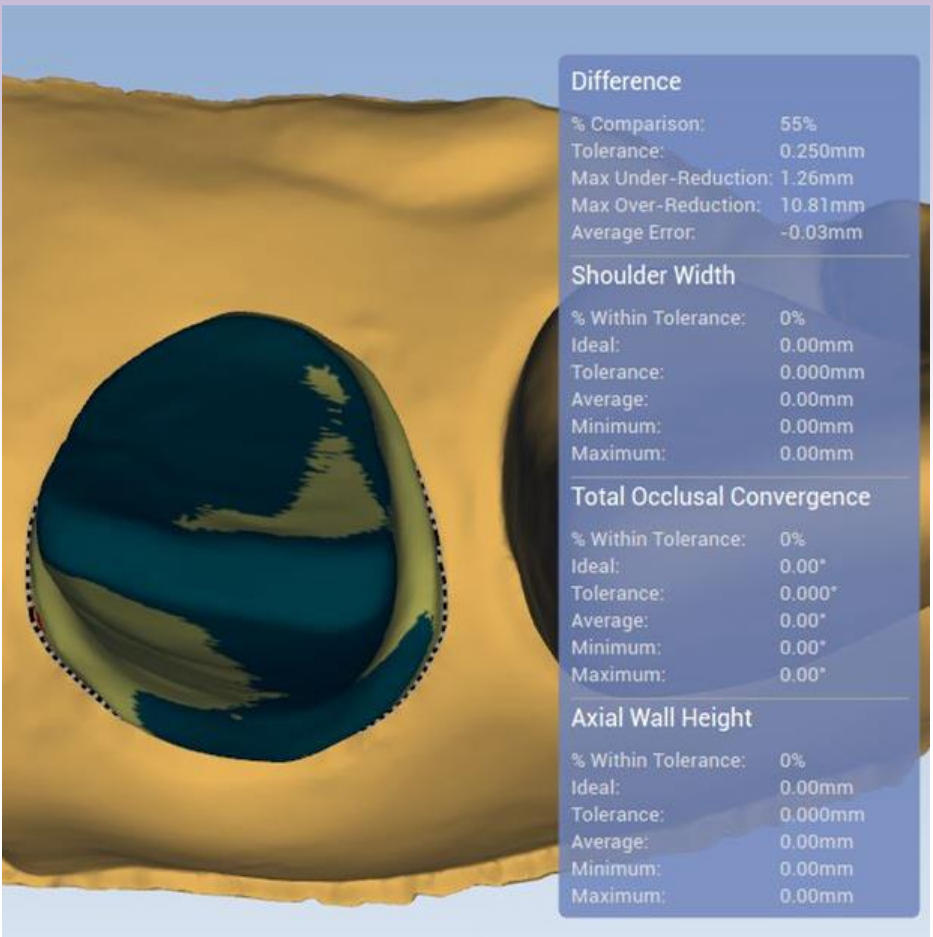 Difference
% Comparison: 55%
Tolerance: 0.250mm
Max Under-Reduction: 1.26mm
Max Over-Reduction: 10.81mm
Average Error: -0.03mm
Shoulder Width
% Within Tolerance: 0%
Ideal: 0.00mm
Tolerance: 0.000mm
Average: 0.00mm
Minimum: 0.00mm
Maximum: 0.00mm
Total Occlusal Convergence
% Within Tolerance: 0%
Ideal: 0.00°
Tolerance: 0.000°
Average: 0.00°
Minimum: 0.00°
Maximum: 0.00°
Axial Wall Height
% Within Tolerance: 0%
Ideal: 0.00mm
Tolerance: 0.000mm
Average: 0.00mm
Minimum: 0.00mm
Maximum: 0.00mm